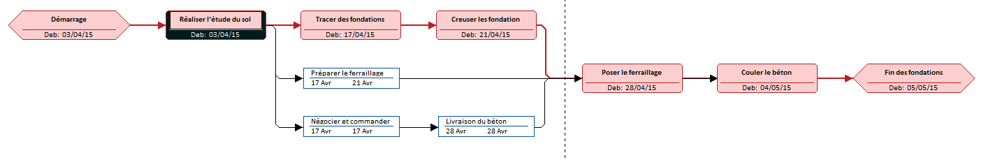 Démarrage
Deb: 03/04/15
Réaliser l'étude du sol
Deb: 03/04/15
Tracer des fondations
Deb: 17/04/15
Creuser les fondation
Deb: 21/04/15
Préparer le ferraillage
17 Avr 21 Avr
Négocier et commander
17 Avr 17 Avr
Livraison du béton
28 Avr 28 Avr
Poser le ferraillage
Deb: 28/04/15
Couler le béton
Deb: 04/05/15
Fin des fondations
Deb: 05/05/15